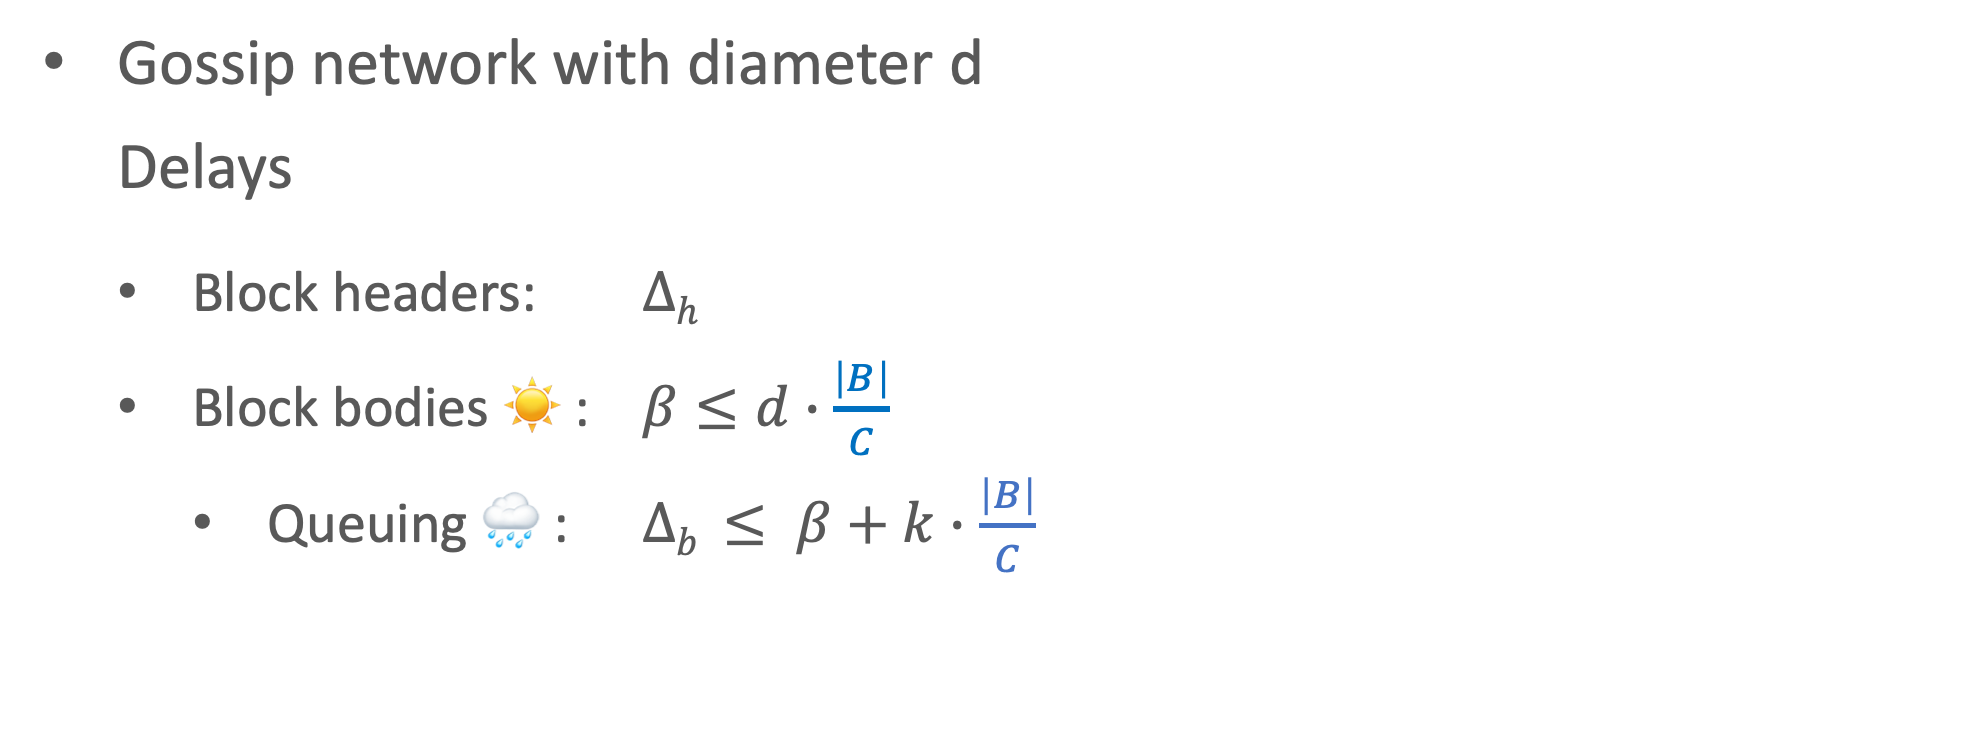 • Gossip network with diameter d
Delays
• Block headers: Δ_h
• Block bodies ☀️ : β ≤ d · |B|/C
• Queuing 🌧️ : Δ_b ≤ β + k · |B|/C